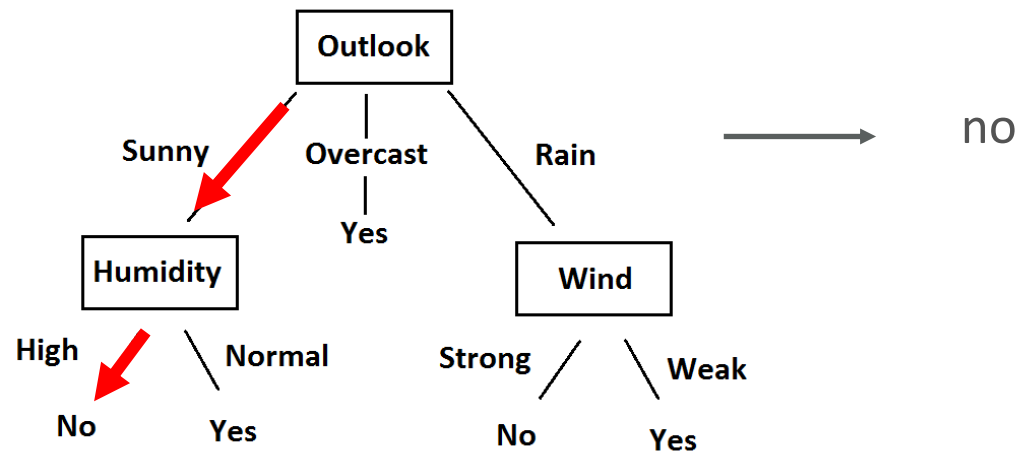 Outlook
no
Sunny
Overcast
Rain
Yes
Humidity
Wind
High
Normal
Strong
Weak
No
Yes
No
Yes